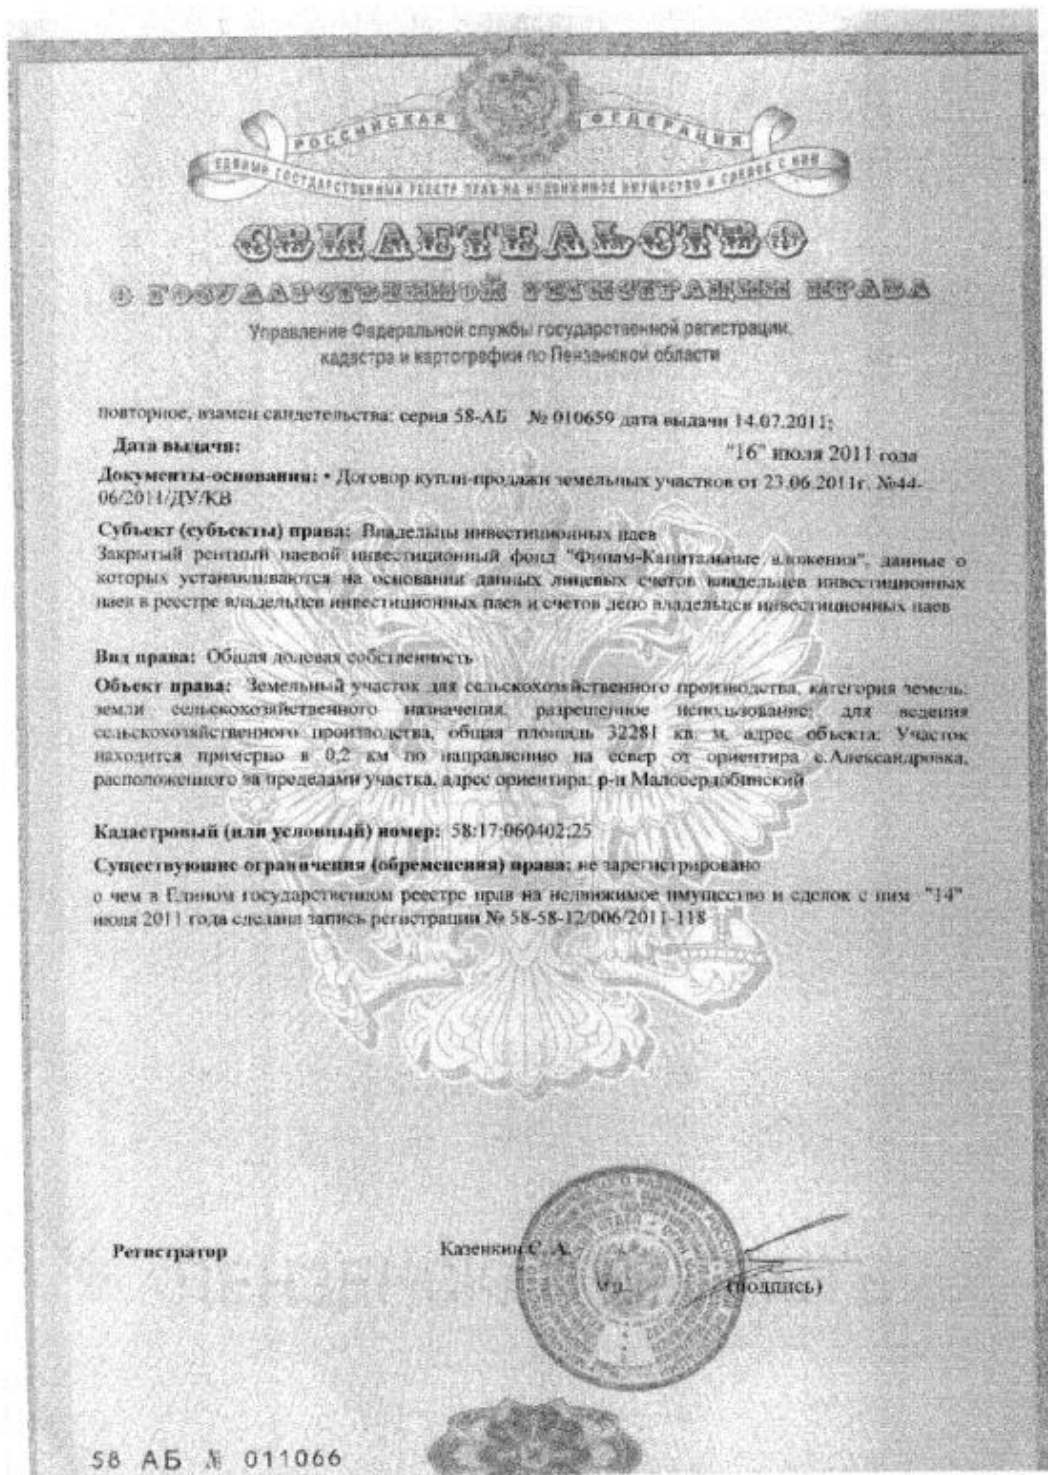 РОССИЙСКАЯ ФЕДЕРАЦИЯ
ЕДИНЫЙ ГОСУДАРСТВЕННЫЙ РЕЕСТР ПРАВ НА НЕДВИЖИМОЕ ИМУЩЕСТВО И СДЕЛОК С НИМ
СВИДЕТЕЛЬСТВО
О ГОСУДАРСТВЕННОЙ РЕГИСТРАЦИИ ПРАВА
Управление Федеральной службы государственной регистрации,
кадастра и картографии по Пензенской области
повторное, взамен свидетельства: серия 58-АБ № 010659 дата выдачи 14.07.2011;
Дата выдачи: "16" июля 2011 года
Документы-основания: • Договор купли-продажи земельных участков от 23.06.2011г. №44-
06/2011/ДУ/КВ
Субъект (субъекты) права: Владельцы инвестиционных паев
Закрытый рентный паевой инвестиционный фонд "Финам-Капитальные вложения", данные о
которых устанавливаются на основании данных лицевых счетов владельцев инвестиционных
паев в реестре владельцев инвестиционных паев и счетов депо владельцев инвестиционных паев
Вид права: Общая долевая собственность
Объект права: Земельный участок для сельскохозяйственного производства, категория земель:
земли сельскохозяйственного назначения, разрешенное использование: для ведения
сельскохозяйственного производства, общая площадь 32281 кв. м, адрес объекта: Участок
находится примерно в 0,2 км по направлению на север от ориентира с.Александровка,
расположенного за пределами участка, адрес ориентира: р-н Малосердобинский
Кадастровый (или условный) номер: 58:17:060402:25
Существующие ограничения (обременения) права: не зарегистрировано
о чем в Едином государственном реестре прав на недвижимое имущество и сделок с ним "14"
июля 2011 года сделана запись регистрации № 58-58-12/006/2011-118
Регистратор Казенкин С. А.
м.п. (подпись)
58 АБ № 011066